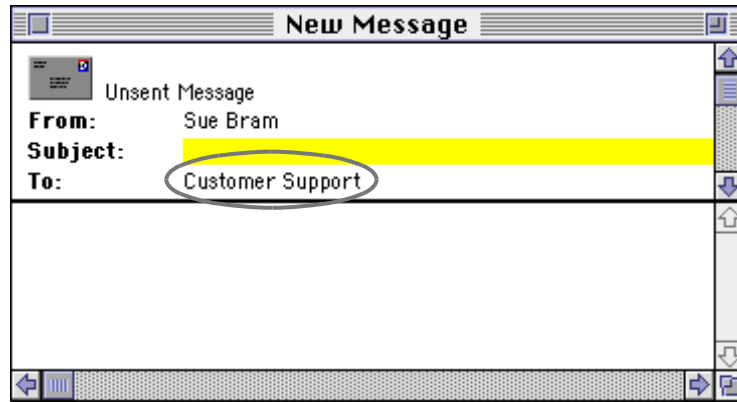 New Message
Unsent Message
From: Sue Bram
Subject:
To: Customer Support